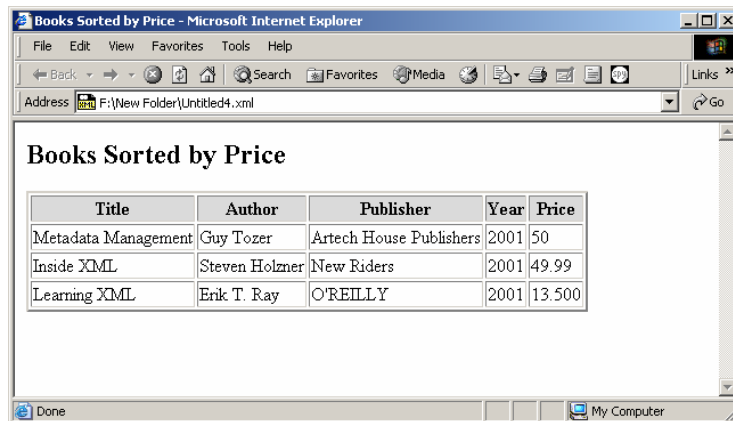 Books Sorted by Price - Microsoft Internet Explorer
File Edit View Favorites Tools Help
Back Search Favorites Media SPY Links »
Address XML F:\New Folder\Untitled4.xml Go
Books Sorted by Price
Title Author Publisher Year Price
Metadata Management Guy Tozer Artech House Publishers 2001 50
Inside XML Steven Holzner New Riders 2001 49.99
Learning XML Erik T. Ray O'REILLY 2001 13.500
Done My Computer